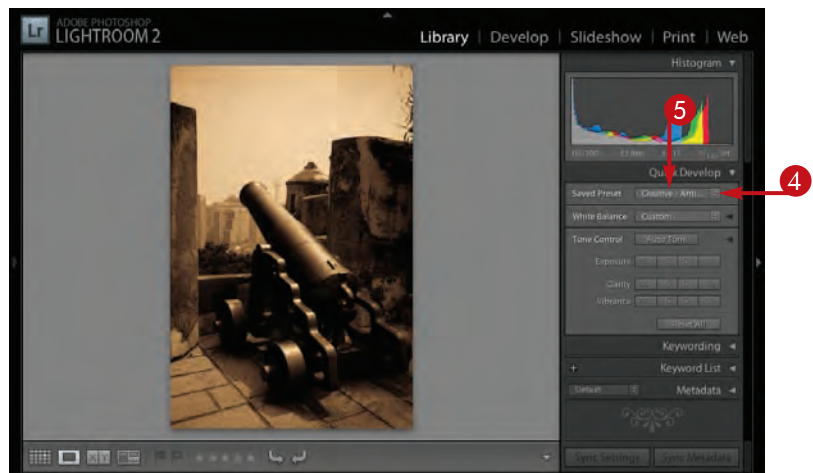 Lr ADOBE PHOTOSHOP
LIGHTROOM 2
Library | Develop | Slideshow | Print | Web
Histogram
5
Quick Develop
4
Saved Preset Creative - Anti...
White Balance Custom
Tone Control Auto Tone
Exposure
Clarity
Vibrance
Reset All
Keywording
+ Keyword List
Default Metadata
XY
Sync Settings Sync Metadata